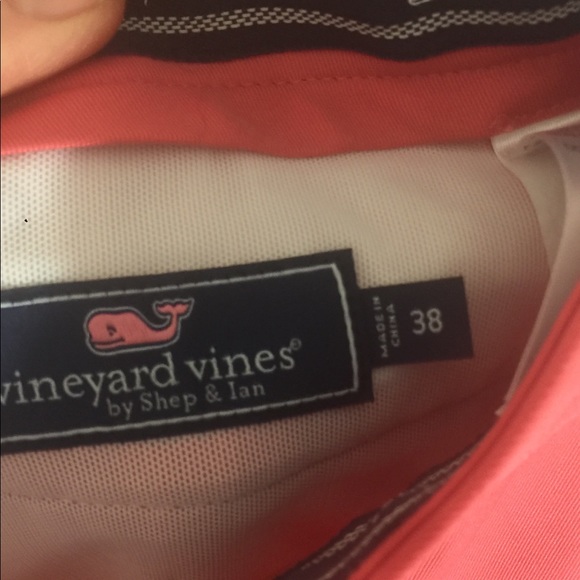 vineyard vines®
by Shep & Ian
MADE IN
CHINA
38